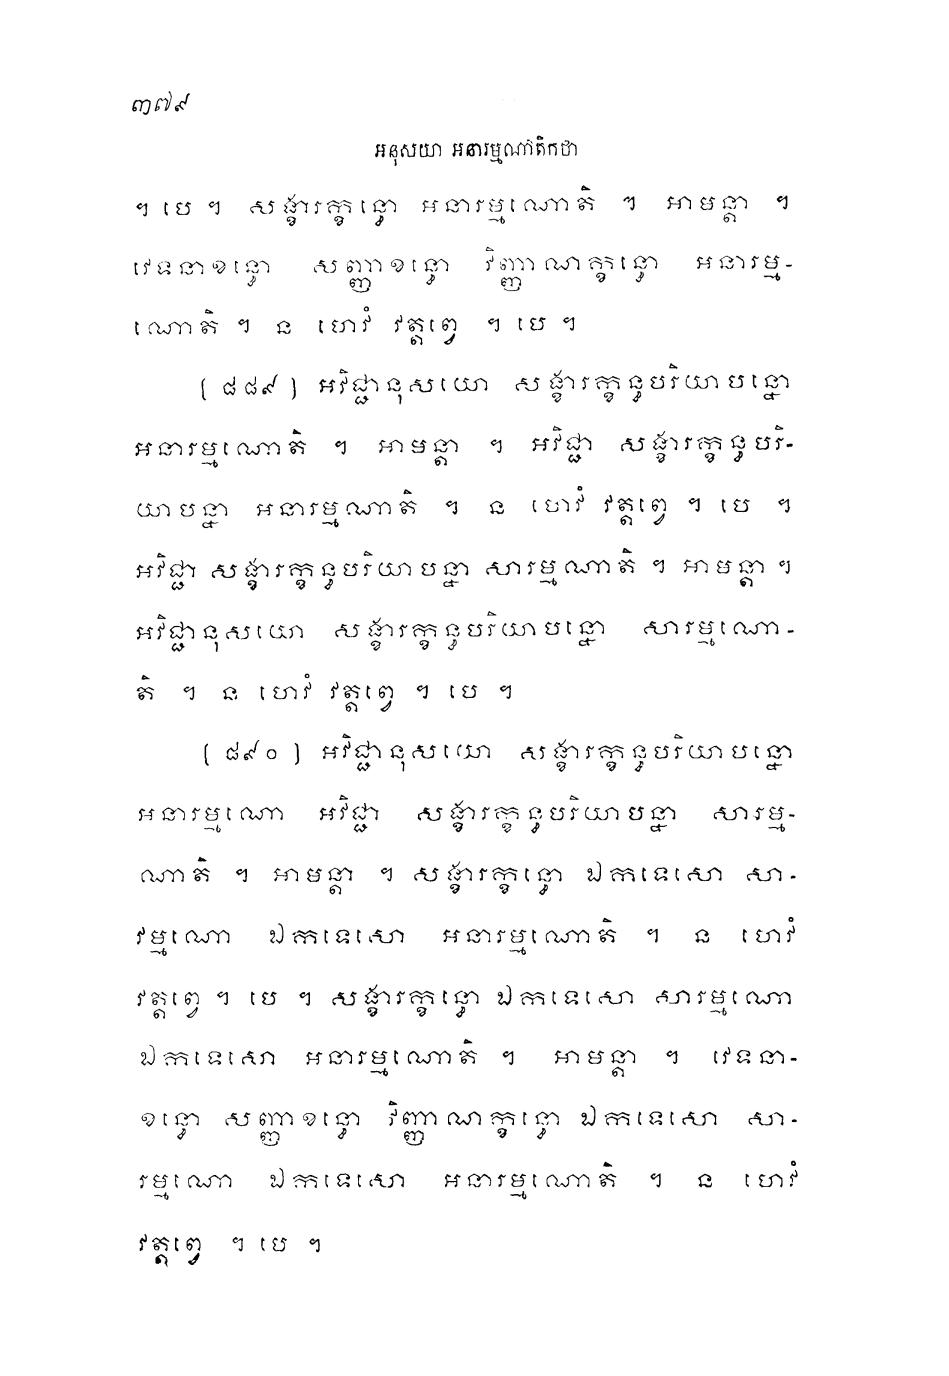 ៣៧៩
អនុសយា អនារម្មណាតិកថា
។ បេ ។ សង្ខារក្ខន្ធោ អនារម្មណោតិ ។ អាមន្តា ។
វេទនាខន្ធោ សញ្ញាខន្ធោ វិញ្ញាណក្ខន្ធោ អនារម្ម-
ណោតិ ។ ន ហេវំ វត្តព្វេ ។ បេ ។
(៨៨៩) អវិជ្ជានុសយោ សង្ខារក្ខន្ធបរិយាបន្នោ
អនារម្មណោតិ ។ អាមន្តា ។ អវិជ្ជា សង្ខារក្ខន្ធបរិ-
យាបន្នា អនារម្មណាតិ ។ ន ហេវំ វត្តព្វេ ។ បេ ។
អវិជ្ជា សង្ខារក្ខន្ធបរិយាបន្នា សារម្មណាតិ ។ អាមន្តា ។
អវិជ្ជានុសយោ សង្ខារក្ខន្ធបរិយាបន្នោ សារម្មណោ-
តិ ។ ន ហេវំ វត្តព្វេ ។ បេ ។
(៨៩០) អវិជ្ជានុសយោ សង្ខារក្ខន្ធបរិយាបន្នោ
អនារម្មណោ អវិជ្ជា សង្ខារក្ខន្ធបរិយាបន្នា សារម្ម-
ណាតិ ។ អាមន្តា ។ សង្ខារក្ខន្ធោ ឯកទេសោ សា-
រម្មណោ ឯកទេសោ អនារម្មណោតិ ។ ន ហេវំ
វត្តព្វេ ។ បេ ។ សង្ខារក្ខន្ធោ ឯកទេសោ សារម្មណោ
ឯកទេសោ អនារម្មណោតិ ។ អាមន្តា ។ វេទនា-
ខន្ធោ សញ្ញាខន្ធោ វិញ្ញាណក្ខន្ធោ ឯកទេសោ សា-
រម្មណោ ឯកទេសោ អនារម្មណោតិ ។ ន ហេវំ
វត្តព្វេ ។ បេ ។